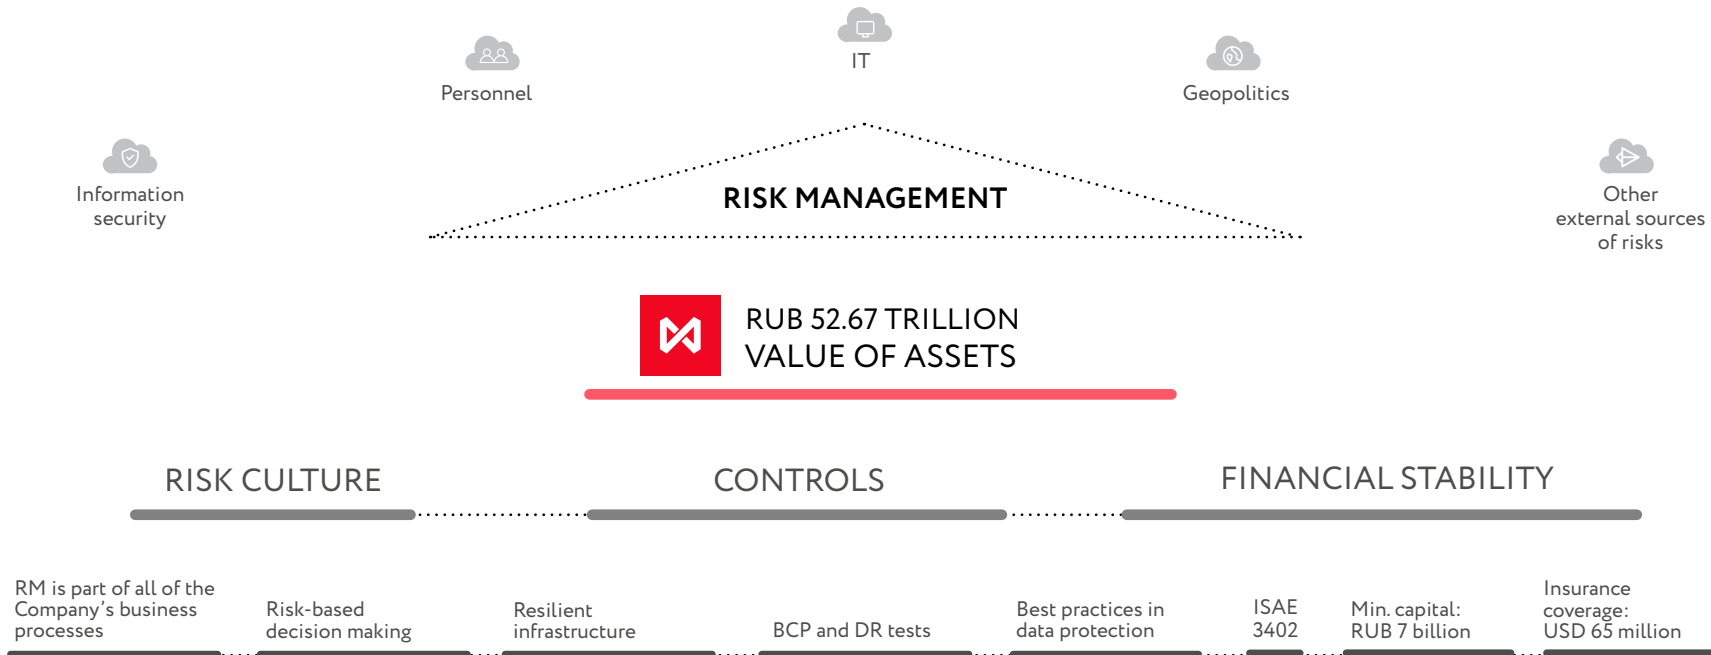 IT
Personnel
Geopolitics
Information
security
Other
external sources
of risks
RISK MANAGEMENT
RUB 52.67 TRILLION
VALUE OF ASSETS
RISK CULTURE
CONTROLS
FINANCIAL STABILITY
RM is part of all of the
Company's business
processes
Risk-based
decision making
Resilient
infrastructure
BCP and DR tests
Best practices in
data protection
ISAE
3402
Min. capital:
RUB 7 billion
Insurance
coverage:
USD 65 million